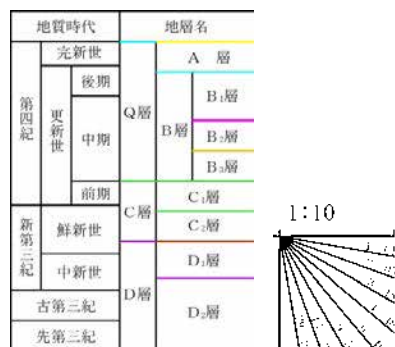 地質時代 地層名
完新世 A 層
第四紀 更新世 後期 Q層 B層 B₁層
中期 B₂層
B₃層
前期 C層 C₁層
新第三紀 鮮新世 C₂層
中新世 D層 D₁層
古第三紀 D₂層
先第三紀
1:10